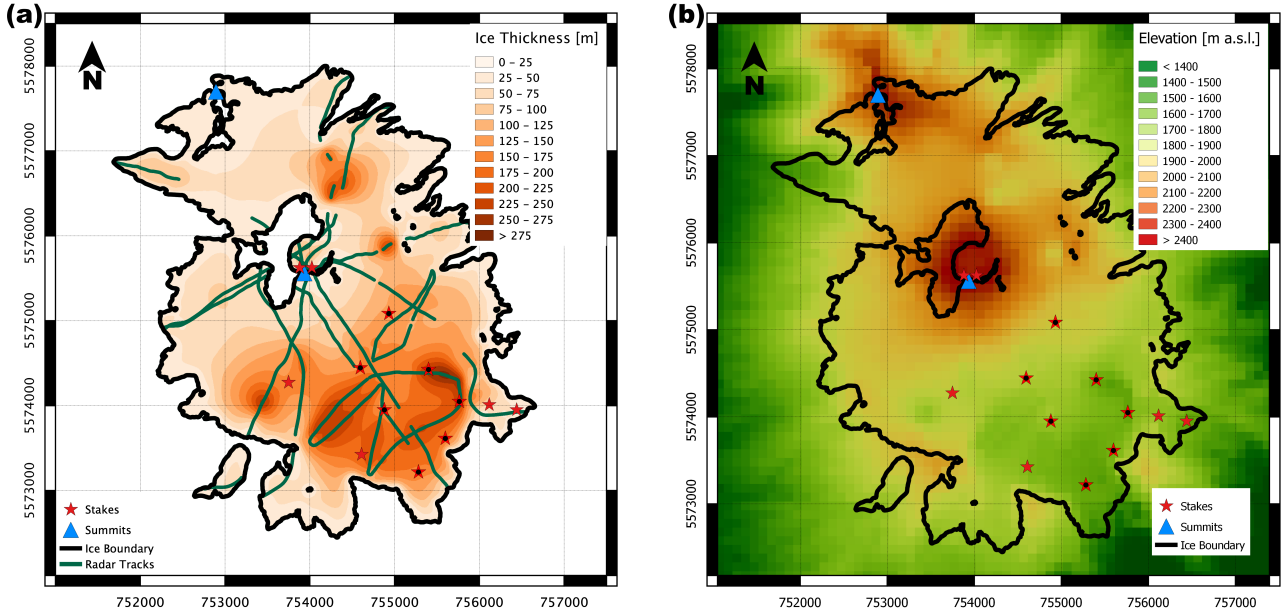 (a)
Ice Thickness [m]
0 – 25
25 – 50
50 – 75
75 – 100
100 – 125
125 – 150
150 – 175
175 – 200
200 – 225
225 – 250
250 – 275
> 275
N
5578000
5577000
5576000
5575000
5574000
5573000
Stakes
Summits
Ice Boundary
Radar Tracks
752000 753000 754000 755000 756000 757000
(b)
Elevation [m a.s.l.]
< 1400
1400 - 1500
1500 - 1600
1600 - 1700
1700 - 1800
1800 - 1900
1900 - 2000
2000 - 2100
2100 - 2200
2200 - 2300
2300 - 2400
> 2400
N
5578000
5577000
5576000
5575000
5574000
5573000
Stakes
Summits
Ice Boundary
752000 753000 754000 755000 756000 757000